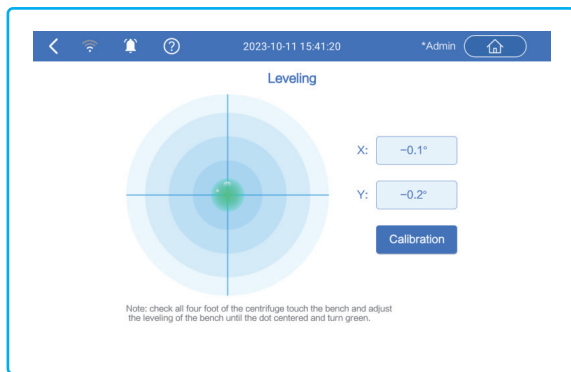 2023-10-11 15:41:20 *Admin
Leveling
X: −0.1°
Y: −0.2°
Calibration
Note: check all four foot of the centrifuge touch the bench and adjust
the leveling of the bench until the dot centered and turn green.